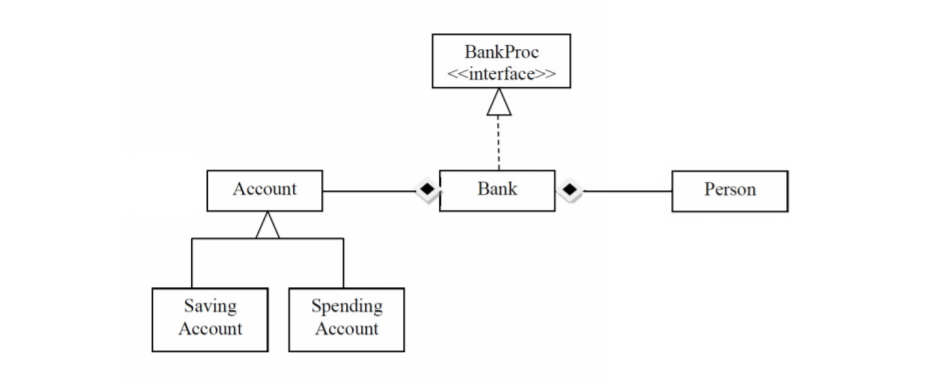 BankProc
<<interface>>
Account
Bank
Person
Saving
Account
Spending
Account